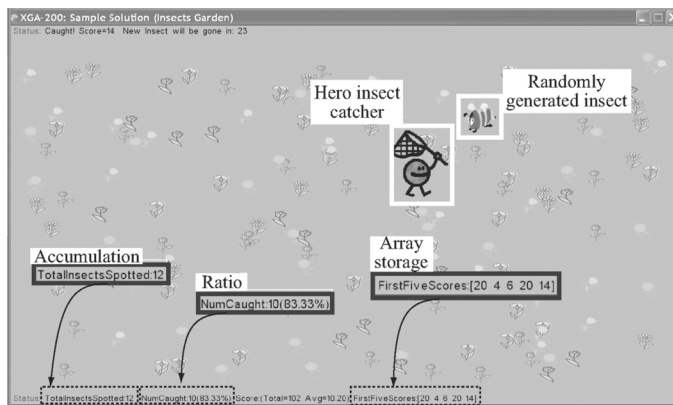 XGA-200: Sample Solution (Insects Garden)
Status: Caught! Score=14 New Insect will be gone in: 23
Hero insect
catcher
Randomly
generated insect
Accumulation
TotalInsectsSpotted:12
Ratio
NumCaught:10(83.33%)
Array
storage
FirstFiveScores:[20 4 6 20 14]
Status: TotalInsectsSpotted:12 NumCaught:10(83.33%) Score:(Total=102 Avg=10.20) FirstFiveScores:[20 4 6 20 14]